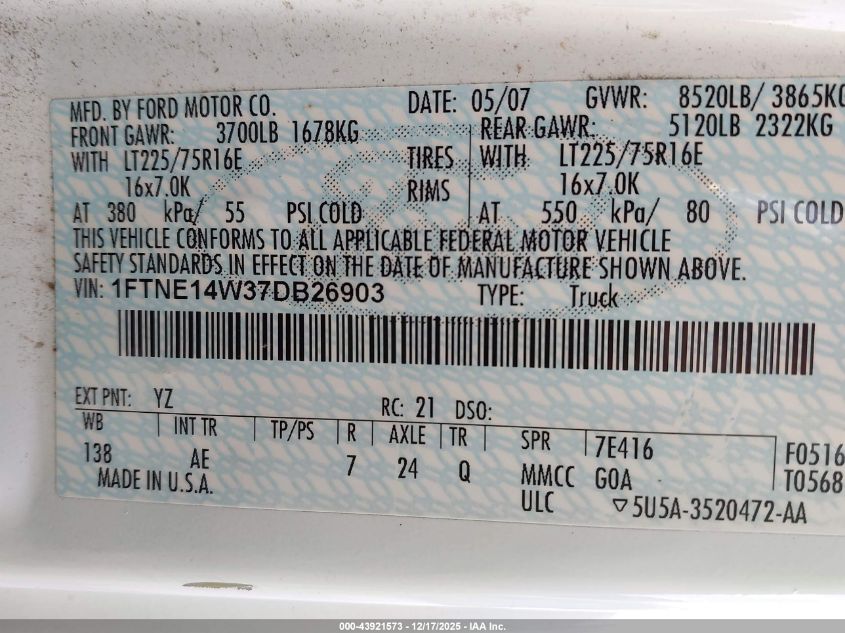 MFD. BY FORD MOTOR CO. DATE: 05/07 GVWR: 8520LB/ 3865KG
FRONT GAWR: 3700LB 1678KG REAR GAWR: 5120LB 2322KG
WITH LT225/75R16E TIRES WITH LT225/75R16E
16x7.0K RIMS 16x7.0K
AT 380 kPa/ 55 PSI COLD AT 550 kPa/ 80 PSI COLD
THIS VEHICLE CONFORMS TO ALL APPLICABLE FEDERAL MOTOR VEHICLE
SAFETY STANDARDS IN EFFECT ON THE DATE OF MANUFACTURE SHOWN ABOVE.
VIN: 1FTNE14W37DB26903 TYPE: Truck
EXT PNT: YZ RC: 21 DSO:
WB INT TR TP/PS R AXLE TR SPR 7E416 F0516
138 AE 7 24 Q MMCC GOA T0568
MADE IN U.S.A. ULC ▽5U5A-3520472-AA
000-43921573 - 12/17/2025 - IAA Inc.